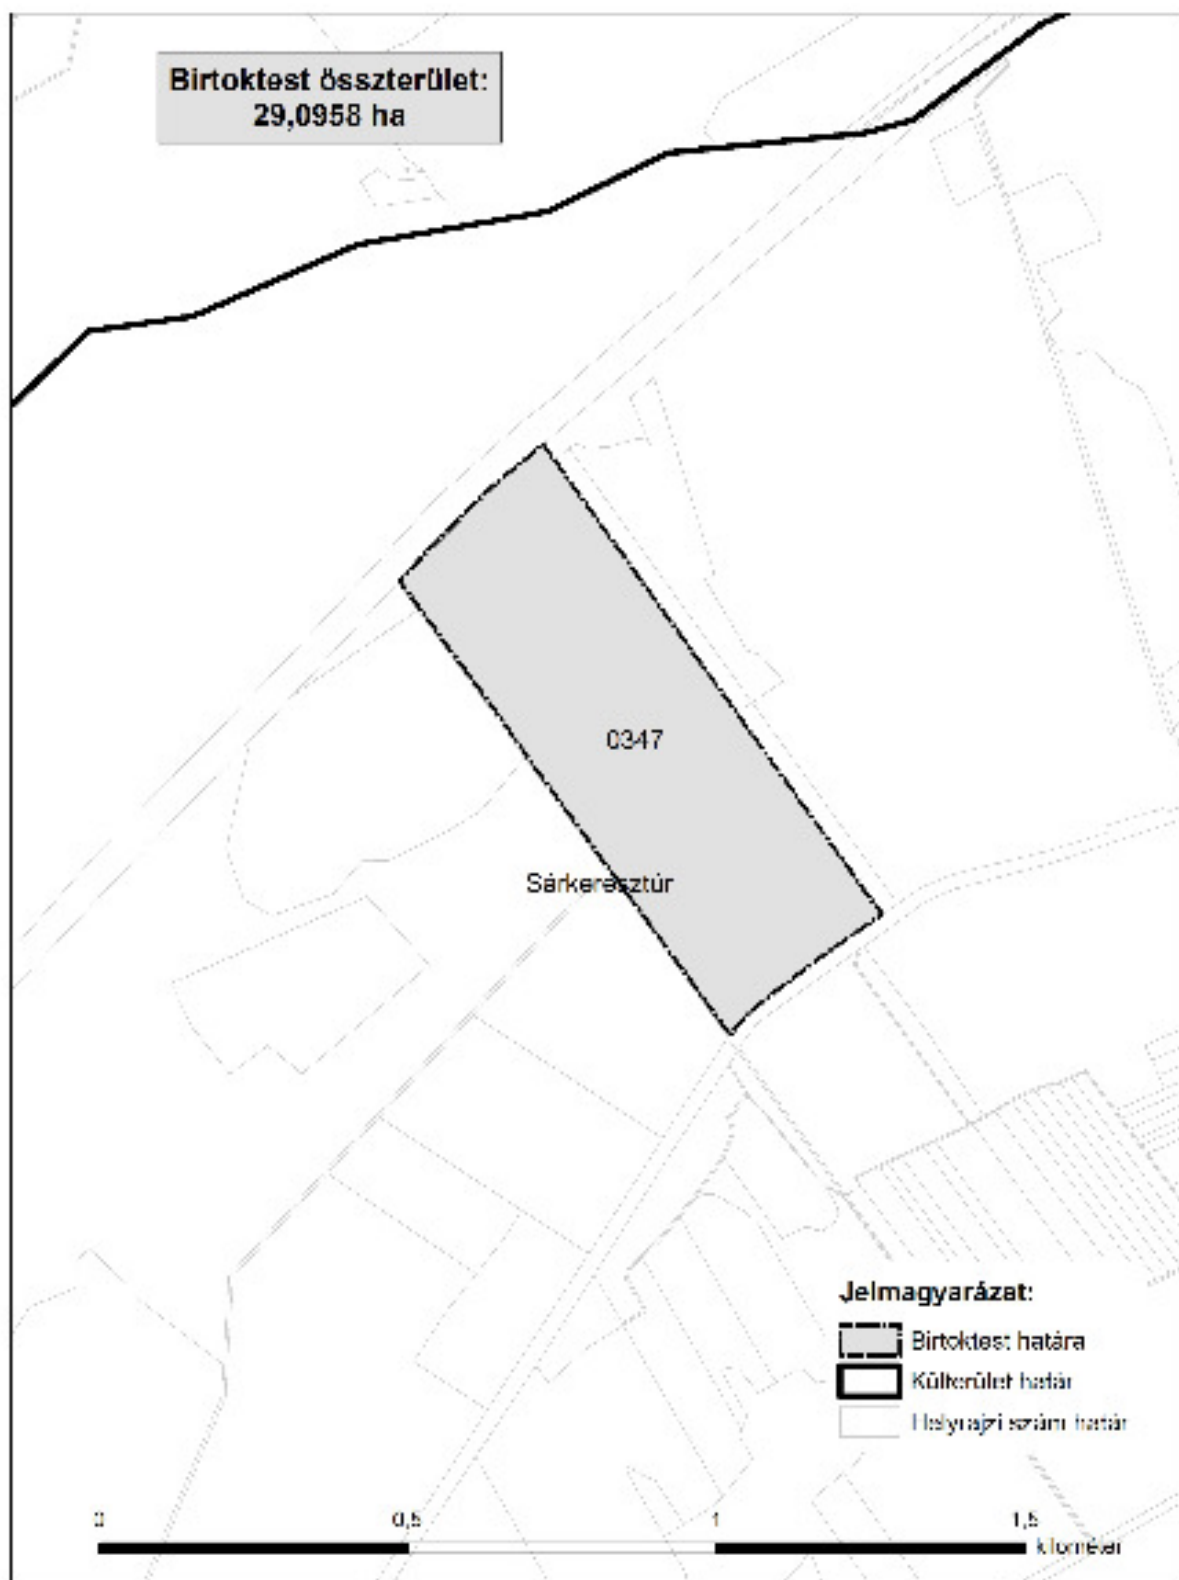 Birtoktest összterület:
29,0958 ha
0347
Sárkeresztúr
Jelmagyarázat:
Birtoktest határa
Külterület határ
Helyrajzi szám határ
0 0,5 1 1,5
kilométer